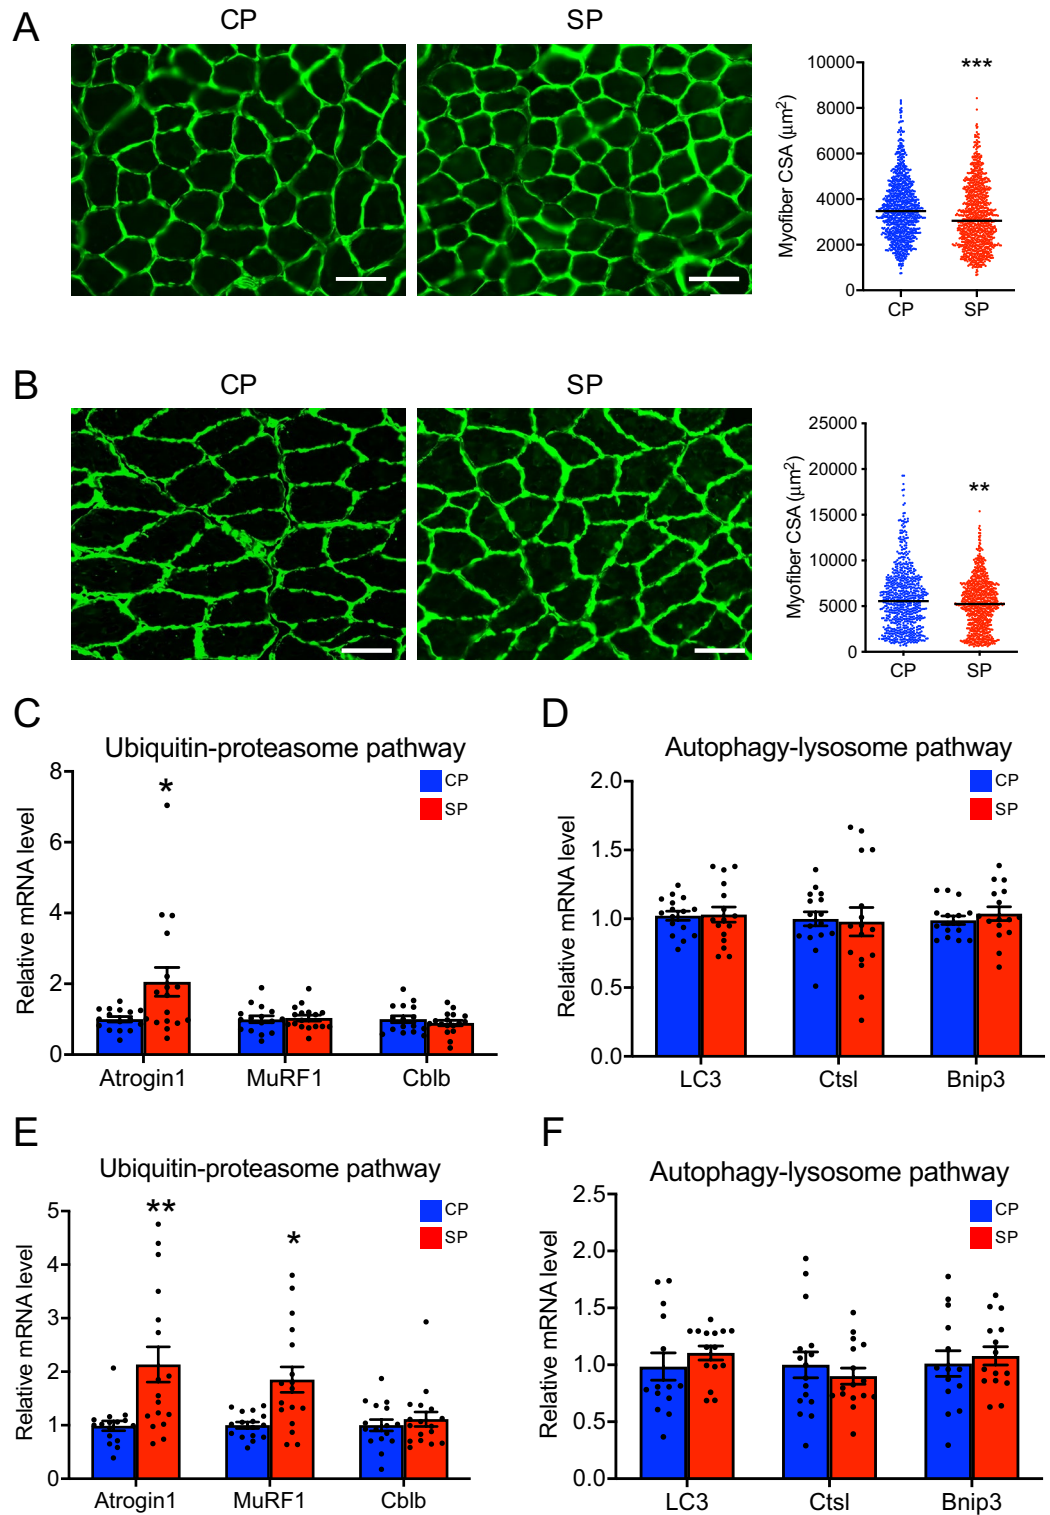 A
CP
SP
Myofiber CSA (μm²)
10000
8000
6000
4000
2000
0
***
CP
SP
B
CP
SP
Myofiber CSA (μm²)
25000
20000
15000
10000
5000
0
**
CP
SP
C
Ubiquitin-proteasome pathway
Relative mRNA level
8
6
4
2
0
*
CP
SP
Atrogin1
MuRF1
Cblb
D
Autophagy-lysosome pathway
Relative mRNA level
2.0
1.5
1.0
0.5
0.0
CP
SP
LC3
Ctsl
Bnip3
E
Ubiquitin-proteasome pathway
Relative mRNA level
5
4
3
2
1
0
**
*
CP
SP
Atrogin1
MuRF1
Cblb
F
Autophagy-lysosome pathway
Relative mRNA level
2.5
2.0
1.5
1.0
0.5
0.0
CP
SP
LC3
Ctsl
Bnip3